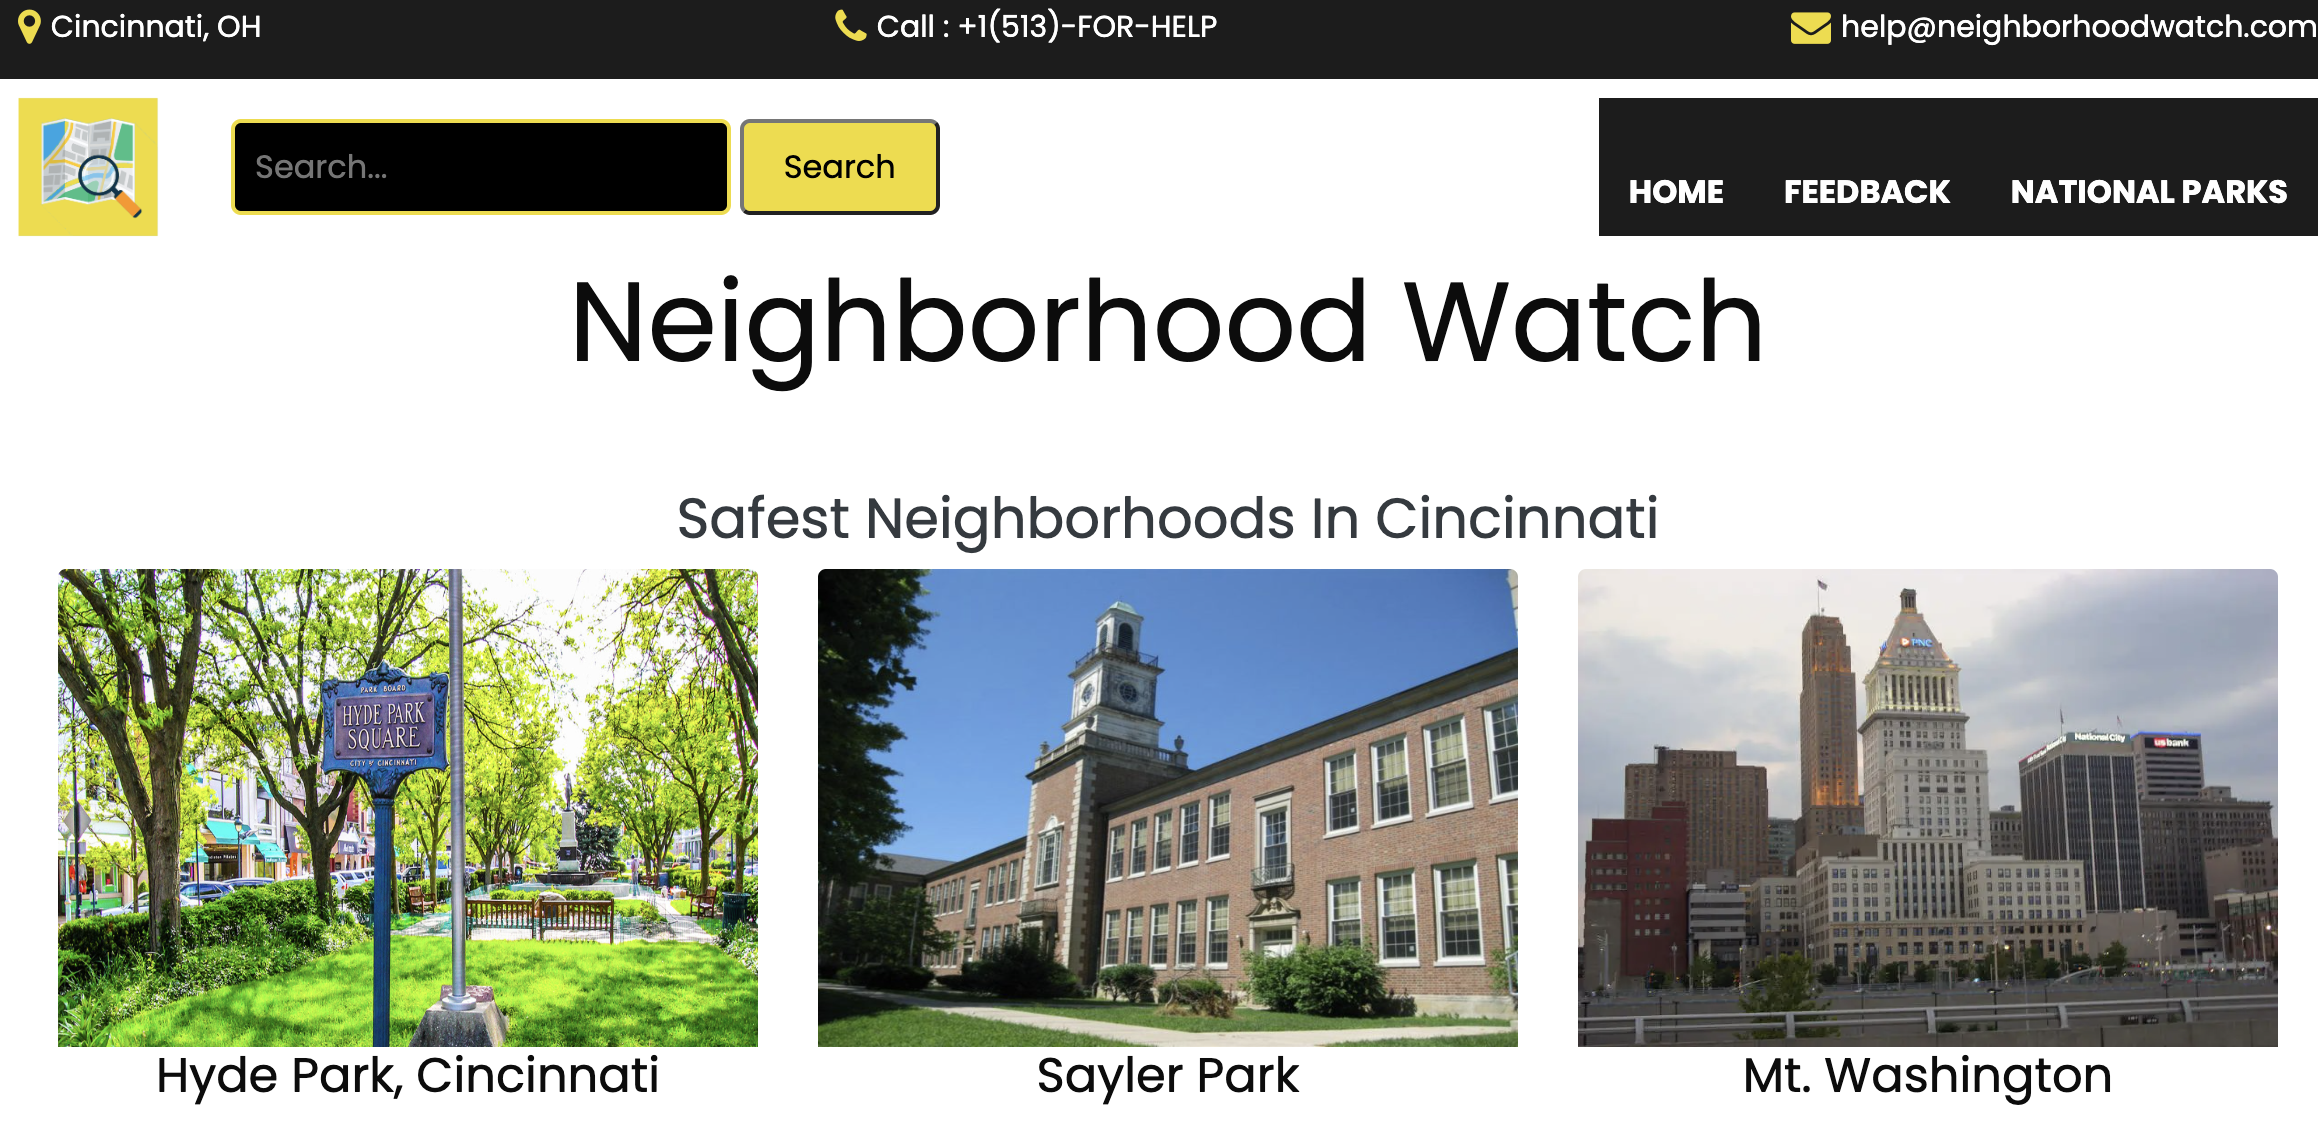 Cincinnati, OH
Call : +1(513)-FOR-HELP
help@neighborhoodwatch.com
Search...
Search
HOME
FEEDBACK
NATIONAL PARKS
Neighborhood Watch
Safest Neighborhoods In Cincinnati
PARK BOARD
HYDE PARK
SQUARE
CITY OF CINCINNATI
PNC
National City
usbank
Hyde Park, Cincinnati
Sayler Park
Mt. Washington